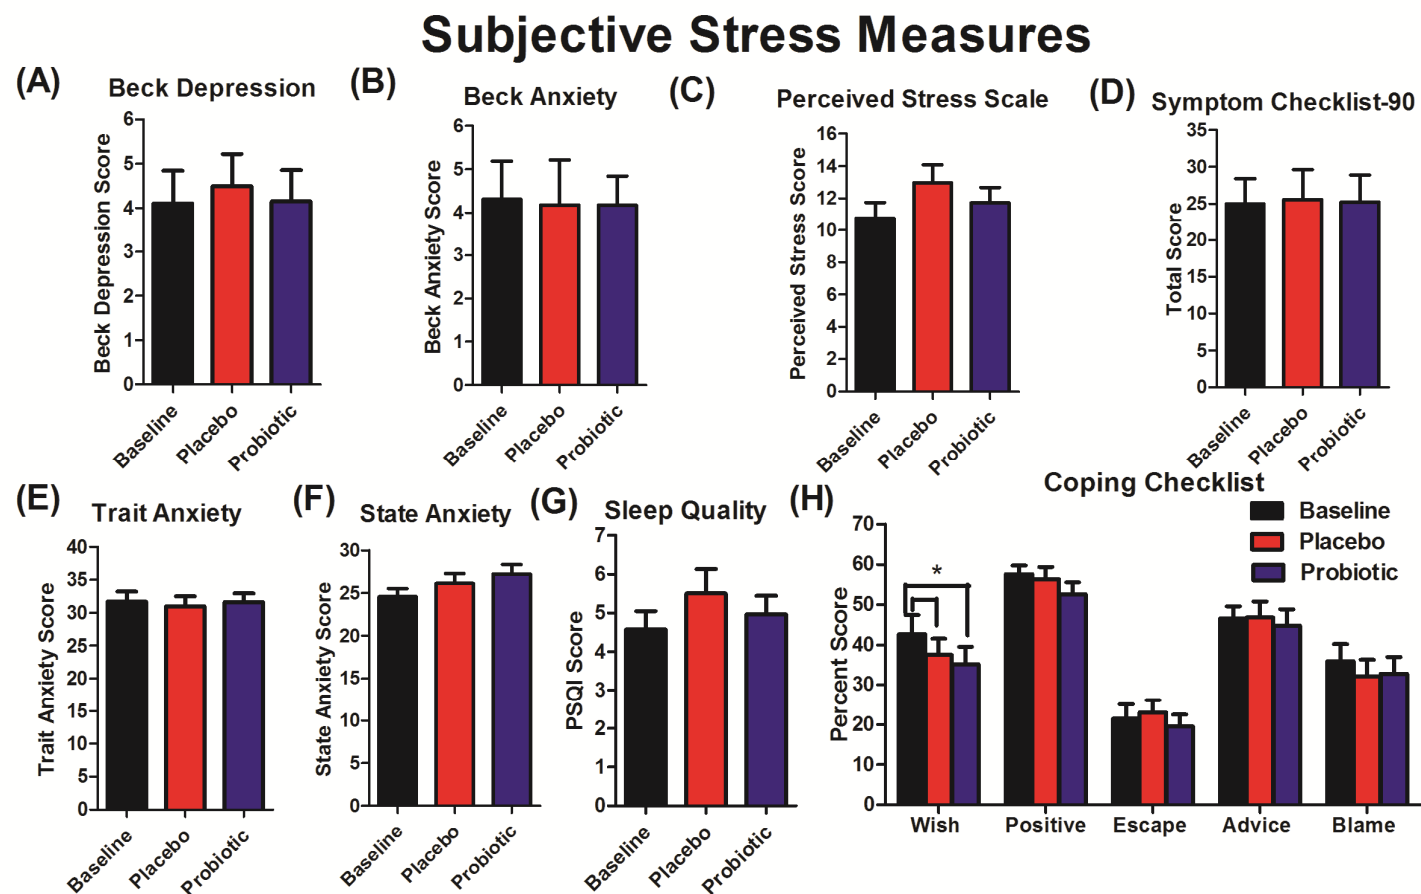 Subjective Stress Measures
(A)
Beck Depression
Beck Depression Score
6
5
4
3
2
1
0
Baseline
Placebo
Probiotic
(B)
Beck Anxiety
Beck Anxiety Score
6
5
4
3
2
1
0
Baseline
Placebo
Probiotic
(C)
Perceived Stress Scale
Perceived Stress Score
16
14
12
10
8
6
4
2
0
Baseline
Placebo
Probiotic
(D)
Symptom Checklist-90
Total Score
35
30
25
20
15
10
5
0
Baseline
Placebo
Probiotic
(E)
Trait Anxiety
Trait Anxiety Score
40
35
30
25
20
15
10
5
0
Baseline
Placebo
Probiotic
(F)
State Anxiety
State Anxiety Score
30
25
20
15
10
5
0
Baseline
Placebo
Probiotic
(G)
Sleep Quality
PSQI Score
7
6
5
4
3
2
1
0
Baseline
Placebo
Probiotic
(H)
Coping Checklist
Baseline
Placebo
Probiotic
Percent Score
70
60
50
40
30
20
10
0
*
Wish
Positive
Escape
Advice
Blame